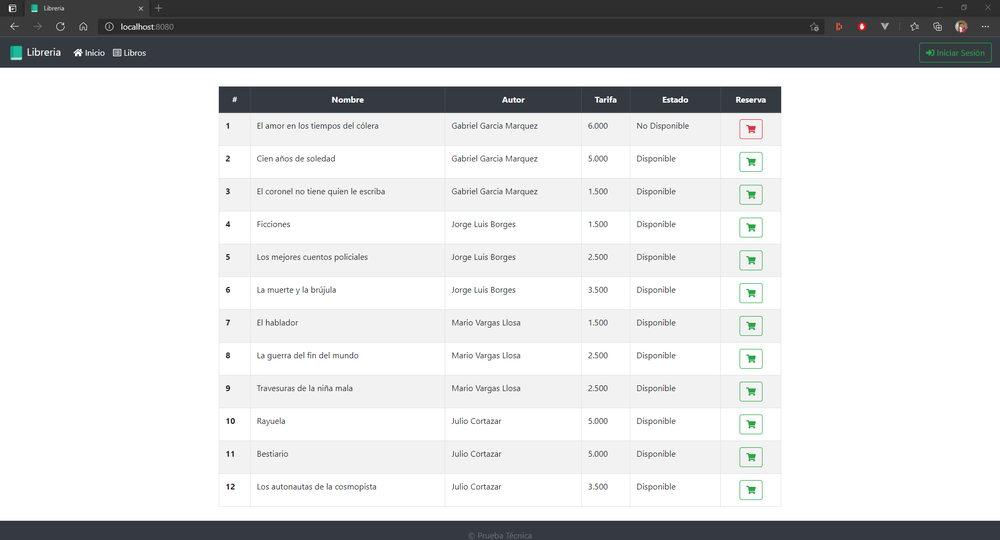 Libreria
localhost:8080
Libreria Inicio Libros Iniciar Sesión
# Nombre Autor Tarifa Estado Reserva
1 El amor en los tiempos del cólera Gabriel Garcia Marquez 6.000 No Disponible
2 Cien años de soledad Gabriel Garcia Marquez 5.000 Disponible
3 El coronel no tiene quien le escriba Gabriel Garcia Marquez 1.500 Disponible
4 Ficciones Jorge Luis Borges 1.500 Disponible
5 Los mejores cuentos policiales Jorge Luis Borges 2.500 Disponible
6 La muerte y la brújula Jorge Luis Borges 3.500 Disponible
7 El hablador Mario Vargas Llosa 1.500 Disponible
8 La guerra del fin del mundo Mario Vargas Llosa 2.500 Disponible
9 Travesuras de la niña mala Mario Vargas Llosa 2.500 Disponible
10 Rayuela Julio Cortazar 5.000 Disponible
11 Bestiario Julio Cortazar 5.000 Disponible
12 Los autonautas de la cosmopista Julio Cortazar 3.500 Disponible
© Prueba Técnica